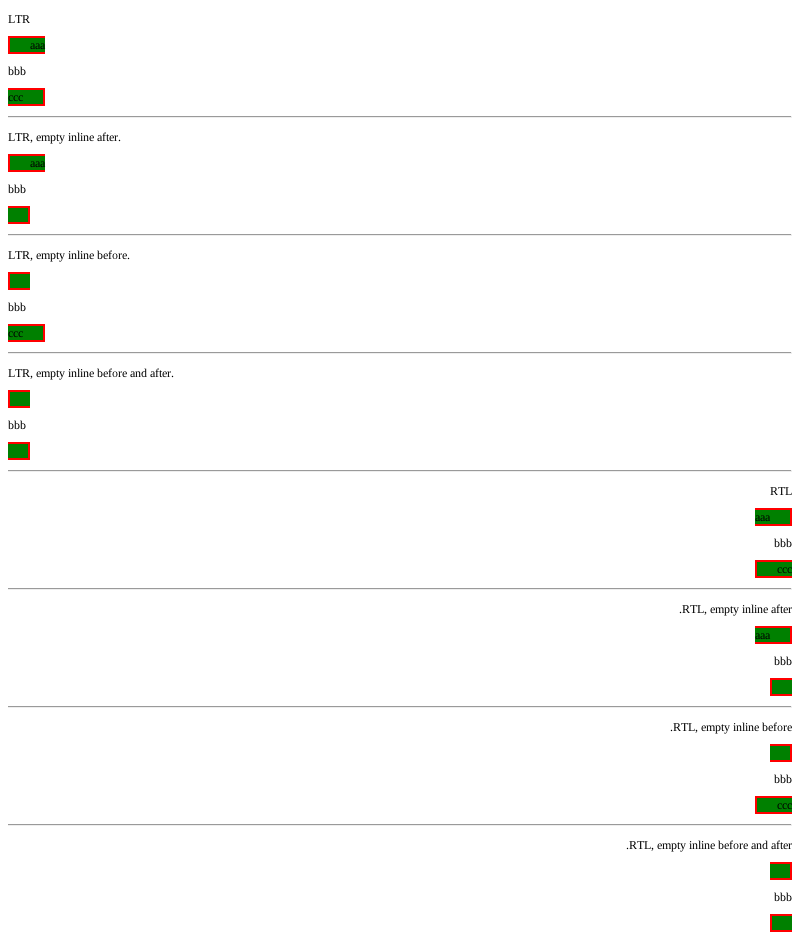 LTR
aaa
bbb
ccc
LTR, empty inline after.
aaa
bbb
LTR, empty inline before.
bbb
ccc
LTR, empty inline before and after.
bbb
RTL
aaa
bbb
ccc
.RTL, empty inline after
aaa
bbb
.RTL, empty inline before
bbb
ccc
.RTL, empty inline before and after
bbb